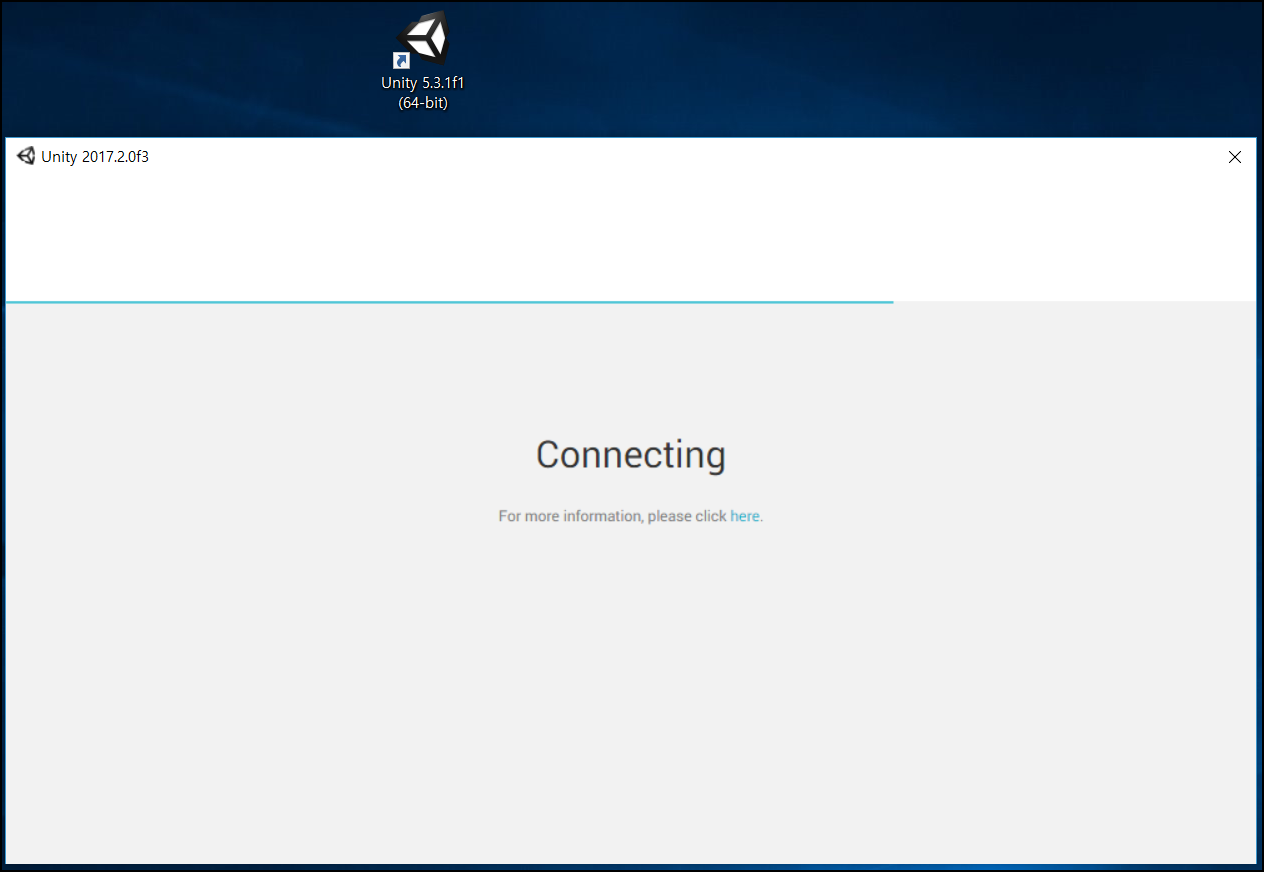 Unity 5.3.1f1
(64-bit)
Unity 2017.2.0f3
Connecting
For more information, please click here.